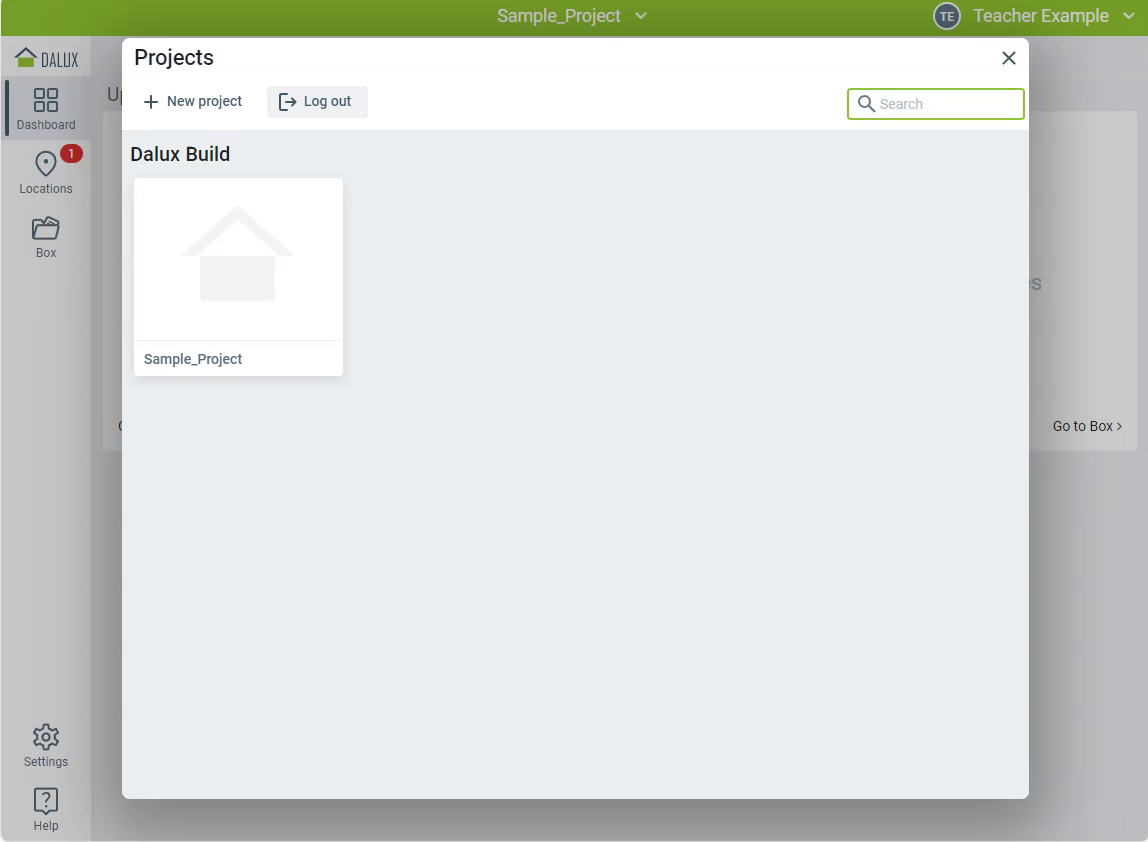 Sample_Project
TE Teacher Example
DALUX
Projects
Up
New project
Log out
Search
Dashboard
Dalux Build
1
Locations
Box
Sample_Project
Go to Box >
Settings
?
Help